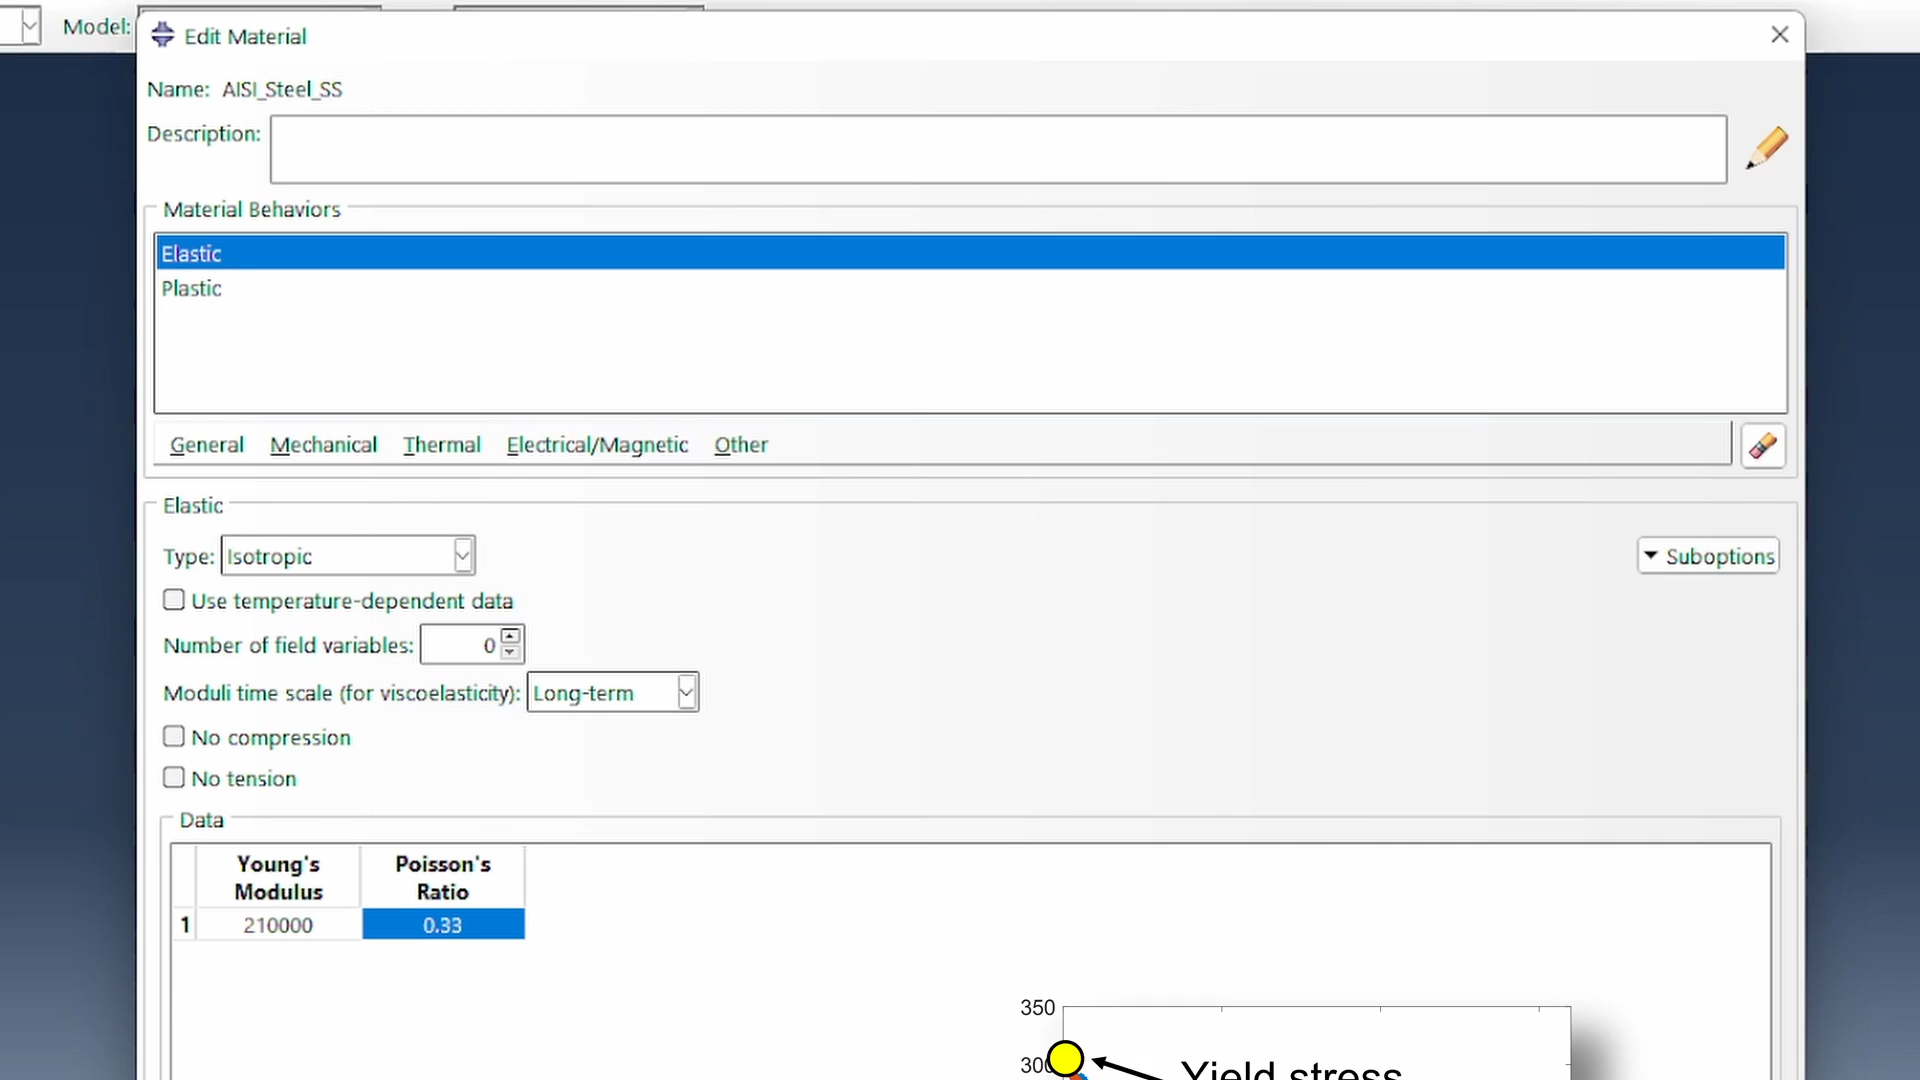 Model:
Edit Material
Name: AISI_Steel_SS
Description:
Material Behaviors
Elastic
Plastic
General Mechanical Thermal Electrical/Magnetic Other
Elastic
Type: Isotropic
Suboptions
Use temperature-dependent data
Number of field variables: 0
Moduli time scale (for viscoelasticity): Long-term
No compression
No tension
Data
Young's Modulus Poisson's Ratio
1 210000 0.33
350
300
Yield stress